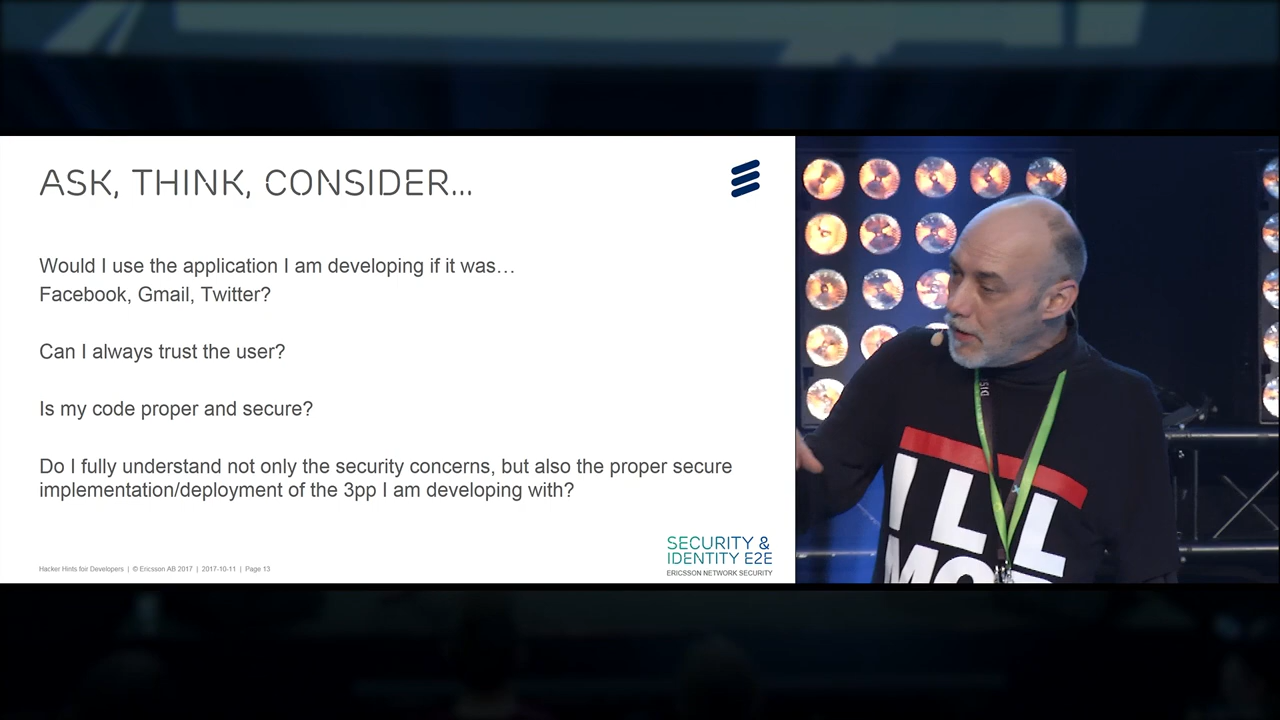 ASK, THINK, CONSIDER...
Would I use the application I am developing if it was…
Facebook, Gmail, Twitter?
Can I always trust the user?
Is my code proper and secure?
Do I fully understand not only the security concerns, but also the proper secure
implementation/deployment of the 3pp I am developing with?
SECURITY &
IDENTITY E2E
ERICSSON NETWORK SECURITY
Hacker Hints for Developers | © Ericsson AB 2017 | 2017-10-11 | Page 13
ILL